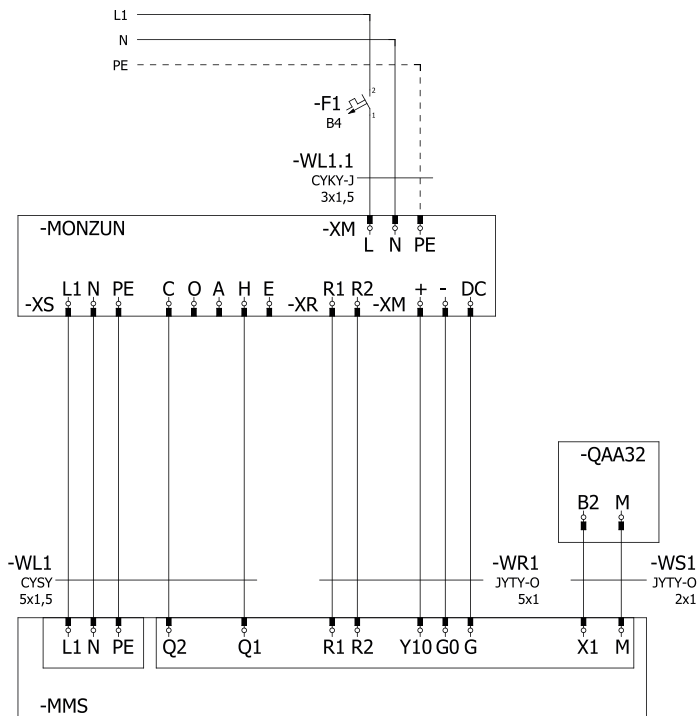 L1
N
PE
-F1
2
1
B4
-WL1.1
CYKY-J
3x1,5
-MONZUN
-XM
L N PE
-XS
L1 N PE C O A H E
-XR
R1 R2
-XM
+ - DC
-QAA32
B2 M
-WL1
CYSY
5x1,5
-WR1
JYTY-O
5x1
-WS1
JYTY-O
2x1
L1 N PE Q2 Q1 R1 R2 Y10 G0 G X1 M
-MMS